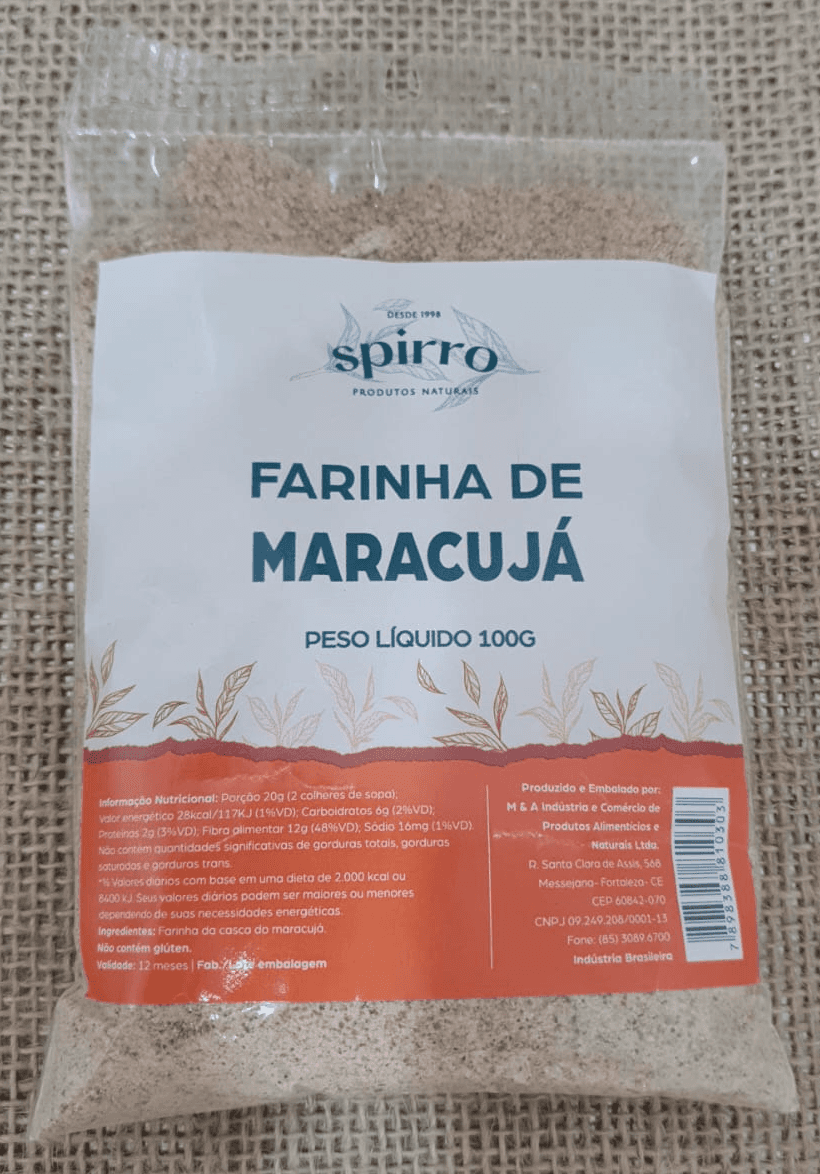 DESDE 1998
spirro
PRODUTOS NATURAIS
FARINHA DE
MARACUJÁ
PESO LÍQUIDO 100G
Informação Nutricional: Porção 20g (2 colheres de sopa);
Valor energético 28kcal/117KJ (1%VD); Carboidratos 6g (2%VD);
Proteínas 2g (3%VD); Fibra alimentar 12g (48%VD); Sódio 16mg (1%VD).
Não contém quantidades significativas de gorduras totais, gorduras
saturadas e gorduras trans.
*% Valores diários com base em uma dieta de 2.000 kcal ou
8400 kJ. Seus valores diários podem ser maiores ou menores
dependendo de suas necessidades energéticas.
Ingredientes: Farinha da casca do maracujá.
Não contém glúten.
Validade: 12 meses | Fab./Lote embalagem
Produzido e Embalado por:
M & A Indústria e Comércio de
Produtos Alimentícios e
Naturais Ltda.
R. Santa Clara de Assis, 568
Messejana- Fortaleza- CE
CEP 60842-070
CNPJ 09.249.208/0001-13
Fone: (85) 3089.6700
Indústria Brasileira
7898388810303